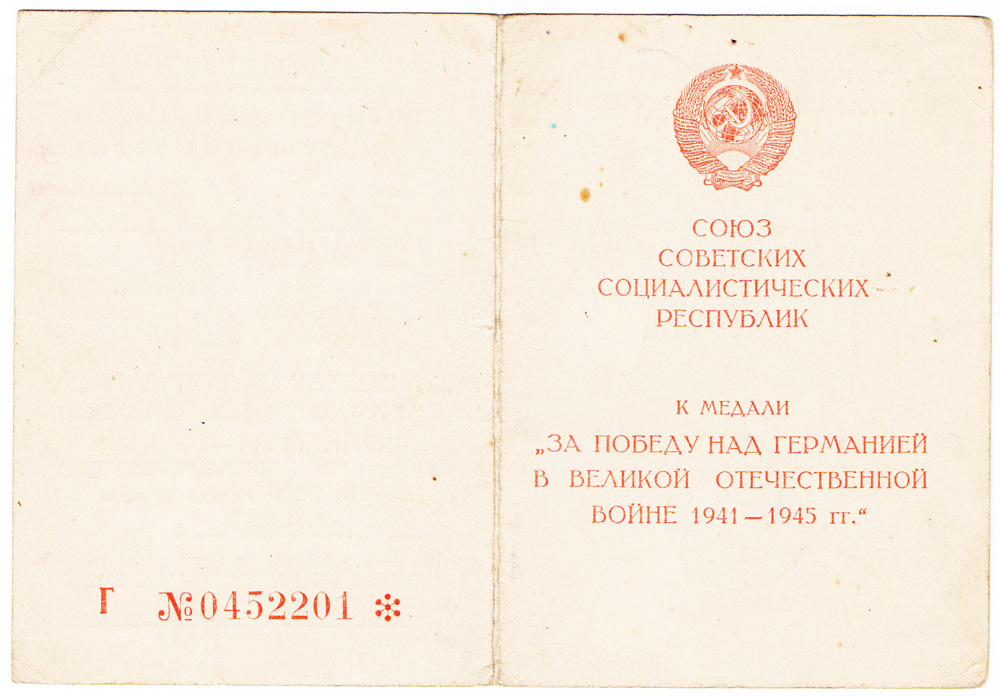 Г №0452201
СОЮЗ
СОВЕТСКИХ
СОЦИАЛИСТИЧЕСКИХ
РЕСПУБЛИК
К МЕДАЛИ
„ЗА ПОБЕДУ НАД ГЕРМАНИЕЙ
В ВЕЛИКОЙ ОТЕЧЕСТВЕННОЙ
ВОЙНЕ 1941—1945 гг.“